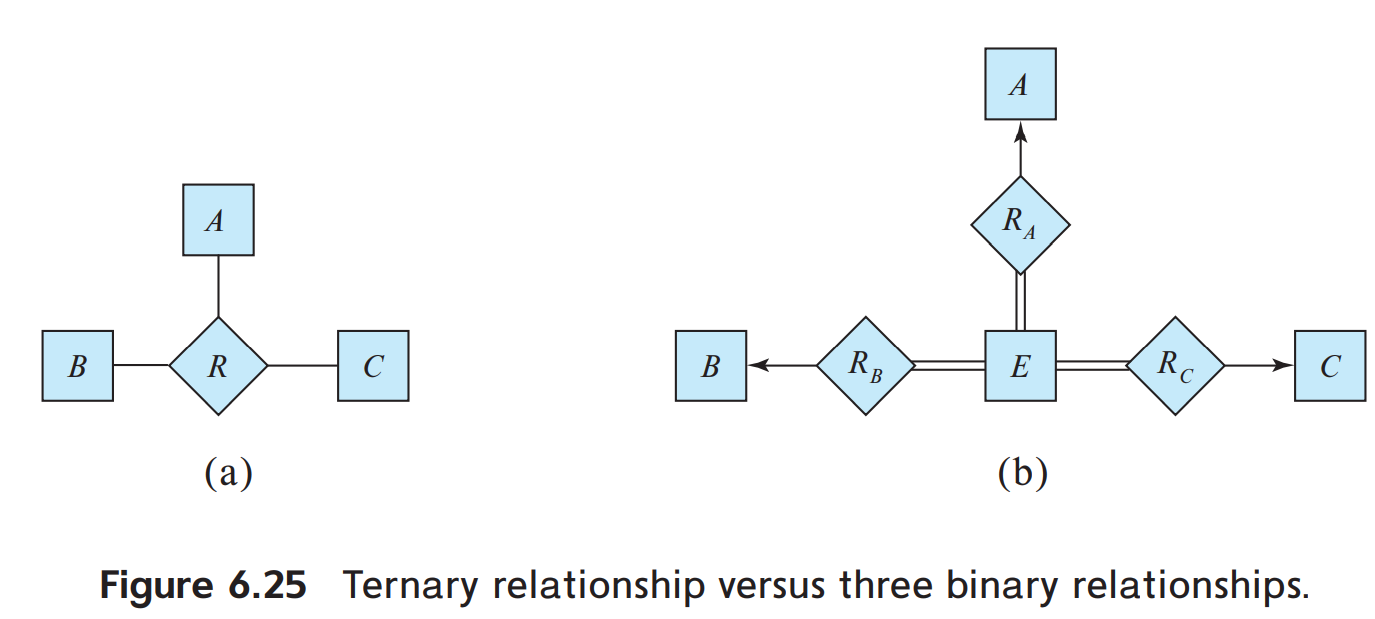 A
B
R
C
(a)
A
R_A
B
R_B
E
R_C
C
(b)
Figure 6.25 Ternary relationship versus three binary relationships.